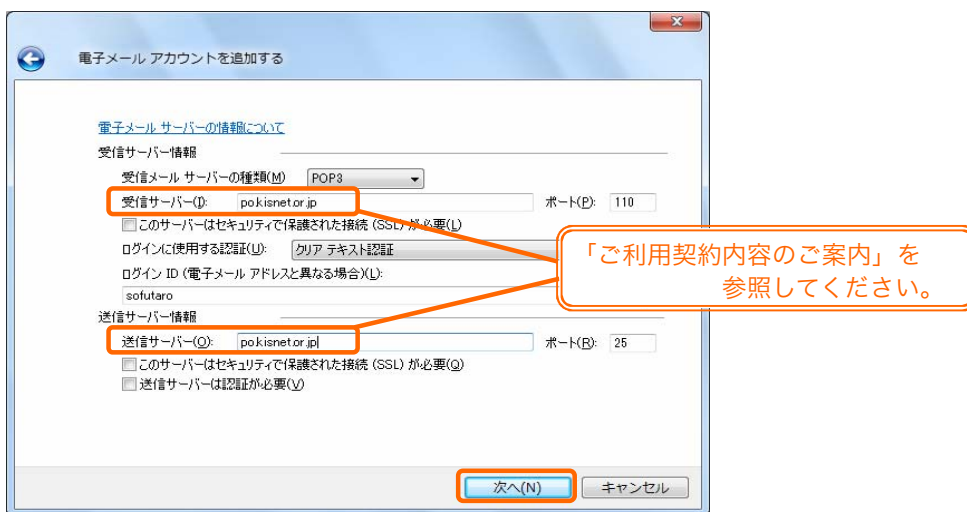 電子メール アカウントを追加する
電子メール サーバーの情報について
受信サーバー情報
受信メール サーバーの種類(M) POP3
受信サーバー(I): po.kisnet.or.jp ポート(P): 110
このサーバーはセキュリティで保護された接続 (SSL) が必要(L)
ログインに使用する認証(U): クリア テキスト認証
ログイン ID (電子メール アドレスと異なる場合)(L):
sofutaro
「ご利用契約内容のご案内」を
参照してください。
送信サーバー情報
送信サーバー(O): po.kisnet.or.jp ポート(R): 25
このサーバーはセキュリティで保護された接続 (SSL) が必要(Q)
送信サーバーは認証が必要(V)
次へ(N) キャンセル